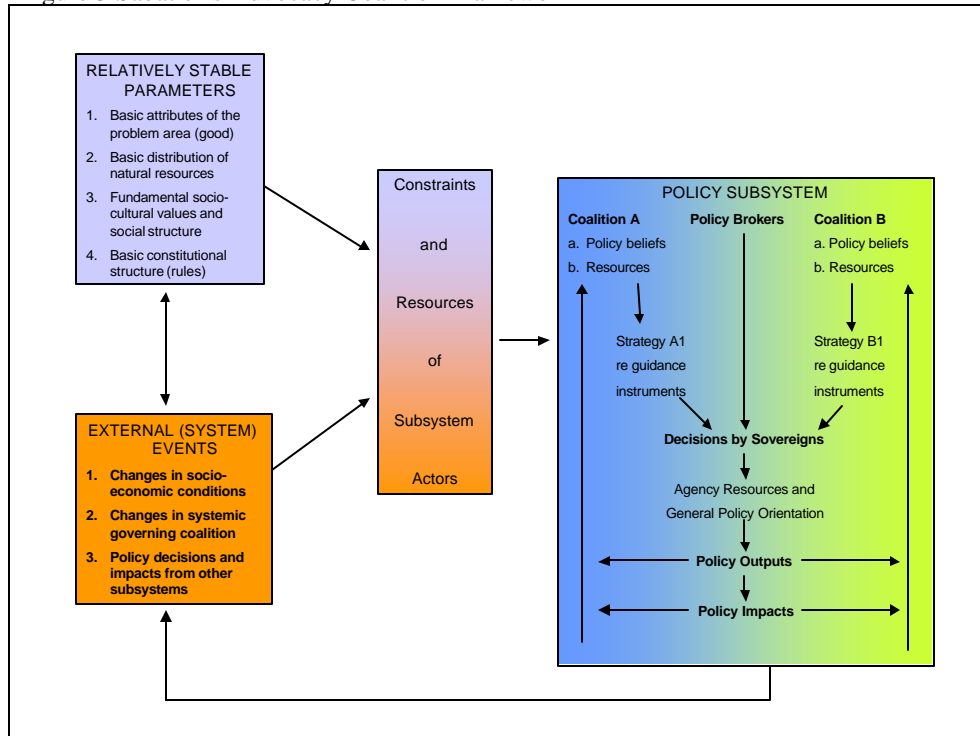 RELATIVELY STABLE
PARAMETERS
1. Basic attributes of the
problem area (good)
2. Basic distribution of
natural resources
3. Fundamental socio-
cultural values and
social structure
4. Basic constitutional
structure (rules)
EXTERNAL (SYSTEM)
EVENTS
1. Changes in socio-
economic conditions
2. Changes in systemic
governing coalition
3. Policy decisions and
impacts from other
subsystems
Constraints
and
Resources
of
Subsystem
Actors
POLICY SUBSYSTEM
Coalition A
a. Policy beliefs
b. Resources
Policy Brokers
Coalition B
a. Policy beliefs
b. Resources
Strategy A1
re guidance
instruments
Strategy B1
re guidance
instruments
Decisions by Sovereigns
Agency Resources and
General Policy Orientation
Policy Outputs
Policy Impacts